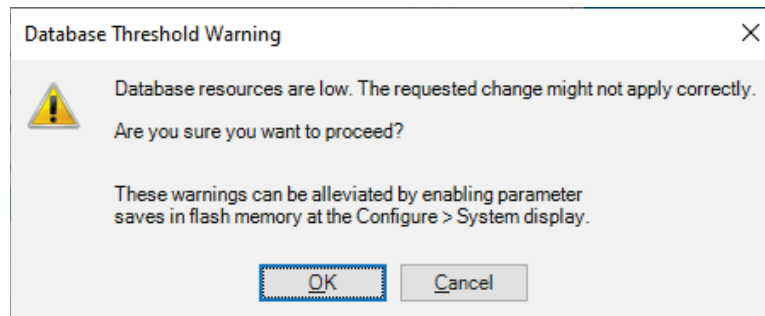 Database Threshold Warning
Database resources are low. The requested change might not apply correctly.
Are you sure you want to proceed?
These warnings can be alleviated by enabling parameter
saves in flash memory at the Configure > System display.
OK
Cancel